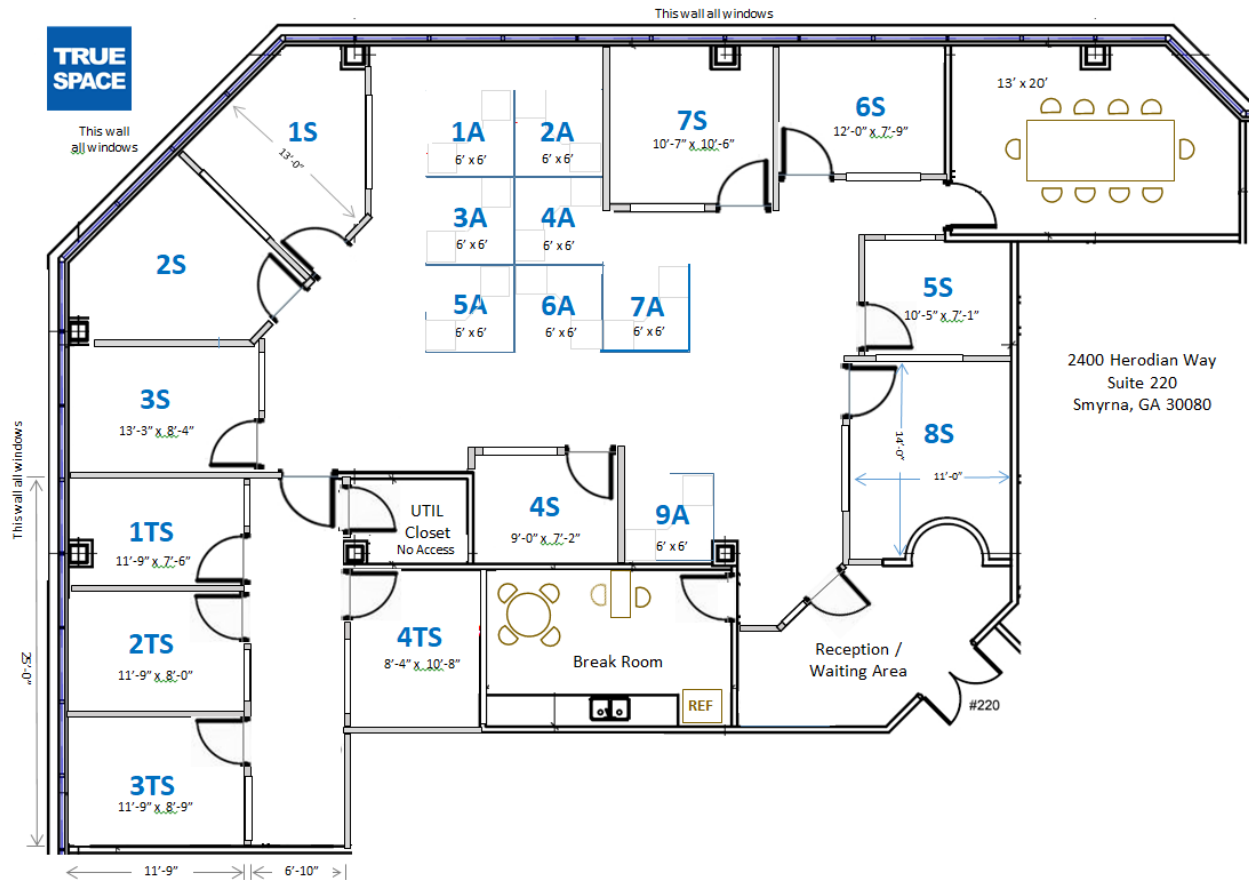 This wall all windows
TRUE
SPACE
This wall
all windows
1S
13'-0"
1A
6' x 6'
2A
6' x 6'
7S
10'-7" x 10'-6"
6S
12'-0" x 7'-9"
13' x 20'
2S
3A
6' x 6'
4A
6' x 6'
5A
6' x 6'
6A
6' x 6'
7A
6' x 6'
5S
10'-5" x 7'-1"
2400 Herodian Way
Suite 220
Smyrna, GA 30080
3S
13'-3" x 8'-4"
8S
14'-0"
11'-0"
This wall all windows
1TS
11'-9" x 7'-6"
UTIL
Closet
No Access
4S
9'-0" x 7'-2"
9A
6' x 6'
2TS
11'-9" x 8'-0"
25'-0"
4TS
8'-4" x 10'-8"
Break Room
REF
Reception /
Waiting Area
#220
3TS
11'-9" x 8'-9"
11'-9"
6'-10"